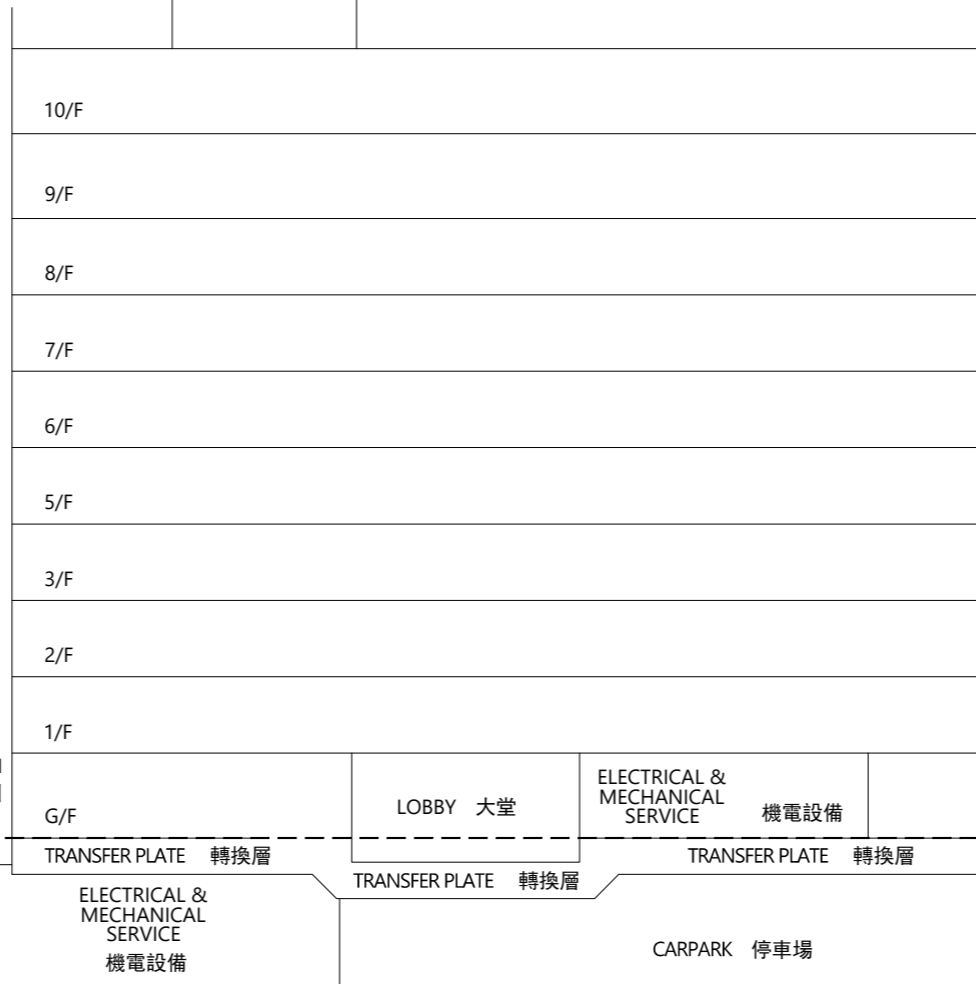 10/F
9/F
8/F
7/F
6/F
5/F
3/F
2/F
1/F
G/F
LOBBY 大堂
ELECTRICAL &
MECHANICAL
SERVICE 機電設備
TRANSFER PLATE 轉換層
TRANSFER PLATE 轉換層
TRANSFER PLATE 轉換層
ELECTRICAL &
MECHANICAL
SERVICE
機電設備
CARPARK 停車場